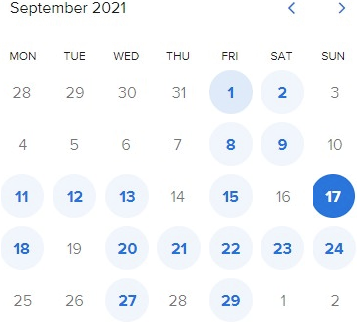 September 2021
MON TUE WED THU FRI SAT SUN
28 29 30 31 1 2 3
4 5 6 7 8 9 10
11 12 13 14 15 16 17
18 19 20 21 22 23 24
25 26 27 28 29 1 2